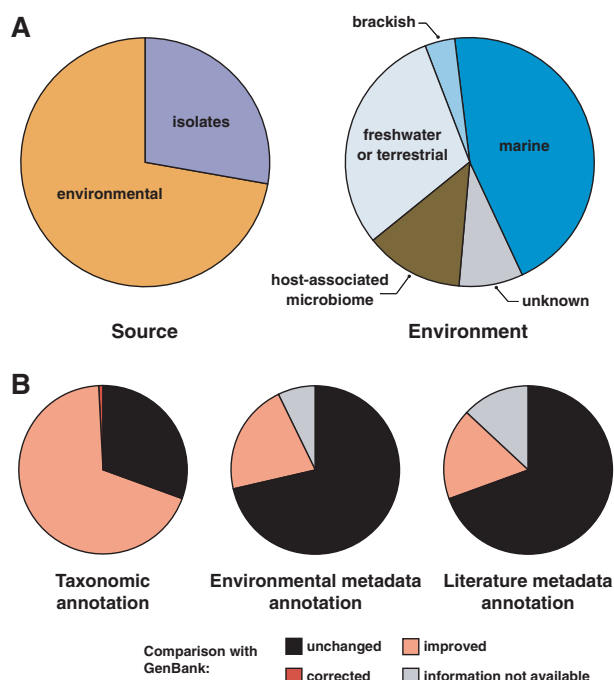 A
brackish
isolates
environmental
freshwater
or terrestrial
marine
host-associated
microbiome
unknown
Source
Environment
B
Taxonomic
annotation
Environmental metadata
annotation
Literature metadata
annotation
Comparison with
GenBank:
unchanged
improved
corrected
information not available